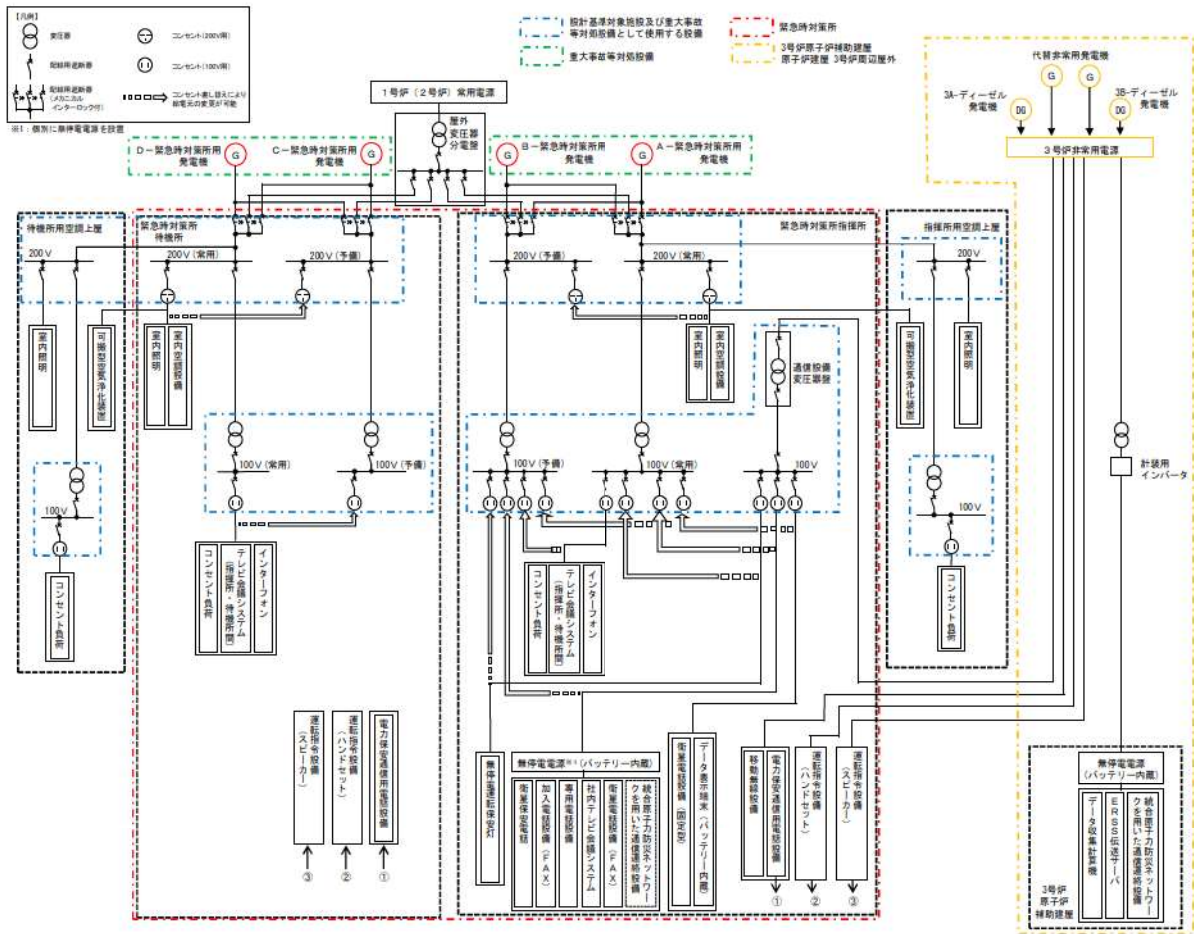 【凡例】
変圧器
配線用遮断器
配線用遮断器
(メカニカル
インターロック付)
コンセント(200V用)
コンセント(100V用)
コンセント差し替えにより
給電元の変更が可能
※1:個別に無停電電源を設置
設計基準対象施設及び重大事故
等対処設備として使用する設備
重大事故等対処設備
緊急時対策所
3号炉原子炉補助建屋
原子炉建屋 3号炉周辺屋外
1号炉(2号炉)常用電源
屋外
変圧器
分電盤
D-緊急時対策所用
発電機
G
C-緊急時対策所用
発電機
G
B-緊急時対策所用
発電機
G
A-緊急時対策所用
発電機
G
代替非常用発電機
G
G
3A-ディーゼル
発電機
DG
3B-ディーゼル
発電機
DG
3号炉非常用電源
待機所用空調上屋
緊急時対策所
待機所
緊急時対策所指揮所
指揮所用空調上屋
200V
200V(常用)
200V(予備)
200V(予備)
200V(常用)
200V
室内照明
可搬型空気浄化装置
室内照明
室内空調設備
室内照明
室内空調設備
通信設備
変圧器盤
可搬型空気浄化装置
室内照明
計装用
インバータ
100V
100V(常用)
100V(予備)
100V(予備)
100V(常用)
100V
100V
コンセント負荷
コンセント負荷
テレビ会議システム
(指揮所・待機所間)
インターフォン
コンセント負荷
テレビ会議システム
(指揮所・待機所間)
インターフォン
コンセント負荷
運転指令設備
(スピーカー)
運転指令設備
(ハンドセット)
電力保安通信用電話設備
③
②
①
無停電運転保安灯
無停電電源※1(バッテリー内蔵)
衛星保安電話
加入電話設備(FAX)
専用電話設備
社内テレビ会議システム
衛星電話設備(FAX)
統合原子力防災ネットワー
クを用いた通信連絡設備
衛星電話設備(固定型)
データ表示端末(バッテリー内蔵)
移動無線設備
電力保安通信用電話設備
運転指令設備
(ハンドセット)
運転指令設備
(スピーカー)
①
②
③
無停電電源
(バッテリー内蔵)
データ収集計算機
ERSS伝送サーバ
統合原子力防災ネットワー
クを用いた通信連絡設備
3号炉
原子炉
補助建屋